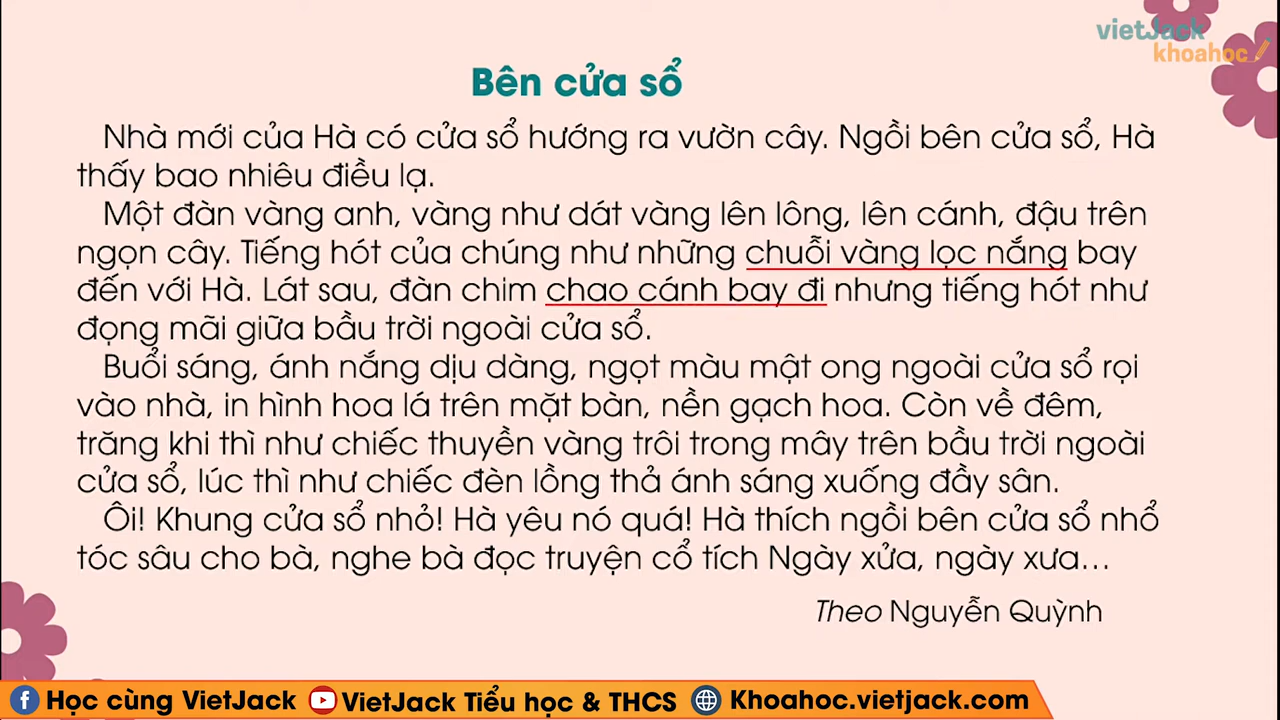 vietJack
khoahoc
Bên cửa sổ
Nhà mới của Hà có cửa sổ hướng ra vườn cây. Ngồi bên cửa sổ, Hà
thấy bao nhiêu điều lạ.
Một đàn vàng anh, vàng như dát vàng lên lông, lên cánh, đậu trên
ngọn cây. Tiếng hót của chúng như những chuỗi vàng lọc nắng bay
đến với Hà. Lát sau, đàn chim chao cánh bay đi nhưng tiếng hót như
đọng mãi giữa bầu trời ngoài cửa sổ.
Buổi sáng, ánh nắng dịu dàng, ngọt màu mật ong ngoài cửa sổ rọi
vào nhà, in hình hoa lá trên mặt bàn, nền gạch hoa. Còn về đêm,
trăng khi thì như chiếc thuyền vàng trôi trong mây trên bầu trời ngoài
cửa sổ, lúc thì như chiếc đèn lồng thả ánh sáng xuống đầy sân.
Ôi! Khung cửa sổ nhỏ! Hà yêu nó quá! Hà thích ngồi bên cửa sổ nhổ
tóc sâu cho bà, nghe bà đọc truyện cổ tích Ngày xửa, ngày xưa...
Theo Nguyễn Quỳnh
Học cùng VietJack VietJack Tiểu học & THCS Khoahoc.vietjack.com